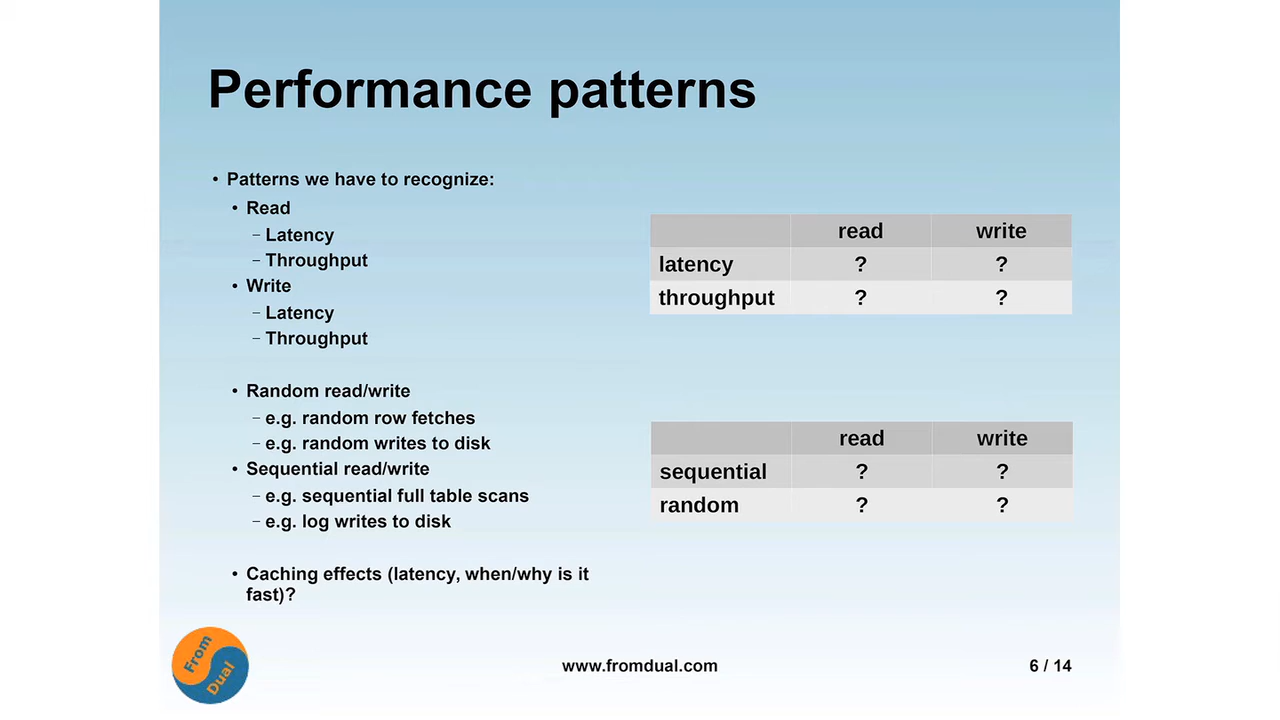 Performance patterns
• Patterns we have to recognize:
• Read
– Latency
– Throughput
• Write
– Latency
– Throughput
• Random read/write
– e.g. random row fetches
– e.g. random writes to disk
• Sequential read/write
– e.g. sequential full table scans
– e.g. log writes to disk
• Caching effects (latency, when/why is it
fast)?
read write
latency ? ?
throughput ? ?
read write
sequential ? ?
random ? ?
From
Dual
www.fromdual.com
6 / 14